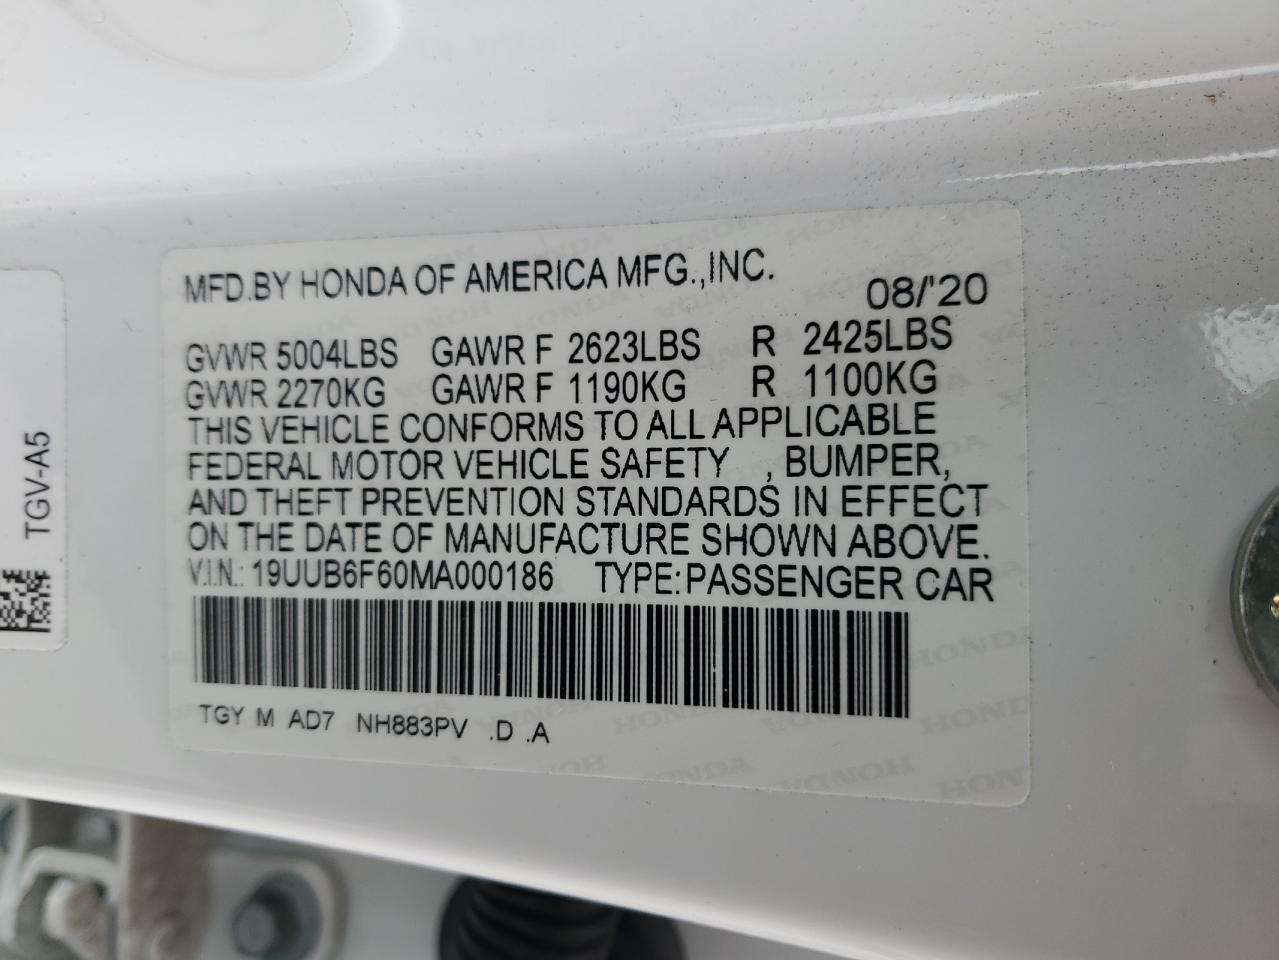 MFD.BY HONDA OF AMERICA MFG.,INC.
08/'20
GVWR 5004LBS GAWR F 2623LBS R 2425LBS
GVWR 2270KG GAWR F 1190KG R 1100KG
THIS VEHICLE CONFORMS TO ALL APPLICABLE
FEDERAL MOTOR VEHICLE SAFETY , BUMPER,
AND THEFT PREVENTION STANDARDS IN EFFECT
ON THE DATE OF MANUFACTURE SHOWN ABOVE.
V.I.N.: 19UUB6F60MA000186 TYPE:PASSENGER CAR
TGY M AD7 NH883PV .D .A
TGV-A5